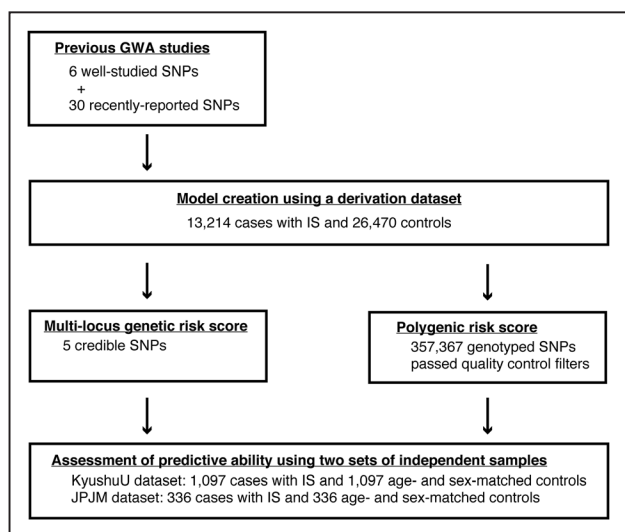 Previous GWA studies
6 well-studied SNPs
+
30 recently-reported SNPs
Model creation using a derivation dataset
13,214 cases with IS and 26,470 controls
Multi-locus genetic risk score
5 credible SNPs
Polygenic risk score
357,367 genotyped SNPs
passed quality control filters
Assessment of predictive ability using two sets of independent samples
KyushuU dataset: 1,097 cases with IS and 1,097 age- and sex-matched controls
JPJM dataset: 336 cases with IS and 336 age- and sex-matched controls